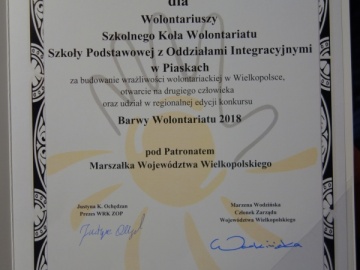 dla
Wolontariuszy
Szkolnego Koła Wolontariatu
Szkoły Podstawowej z Oddziałami Integracyjnymi
w Piaskach
za budowanie wrażliwości wolontariackiej w Wielkopolsce,
otwarcie na drugiego człowieka
oraz udział w regionalnej edycji konkursu
Barwy Wolontariatu 2018
pod Patronatem
Marszałka Województwa Wielkopolskiego
Justyna K. Ochędzan
Prezes WRK ZOP
Marzena Wodzińska
Członek Zarządu
Województwa Wielkopolskiego